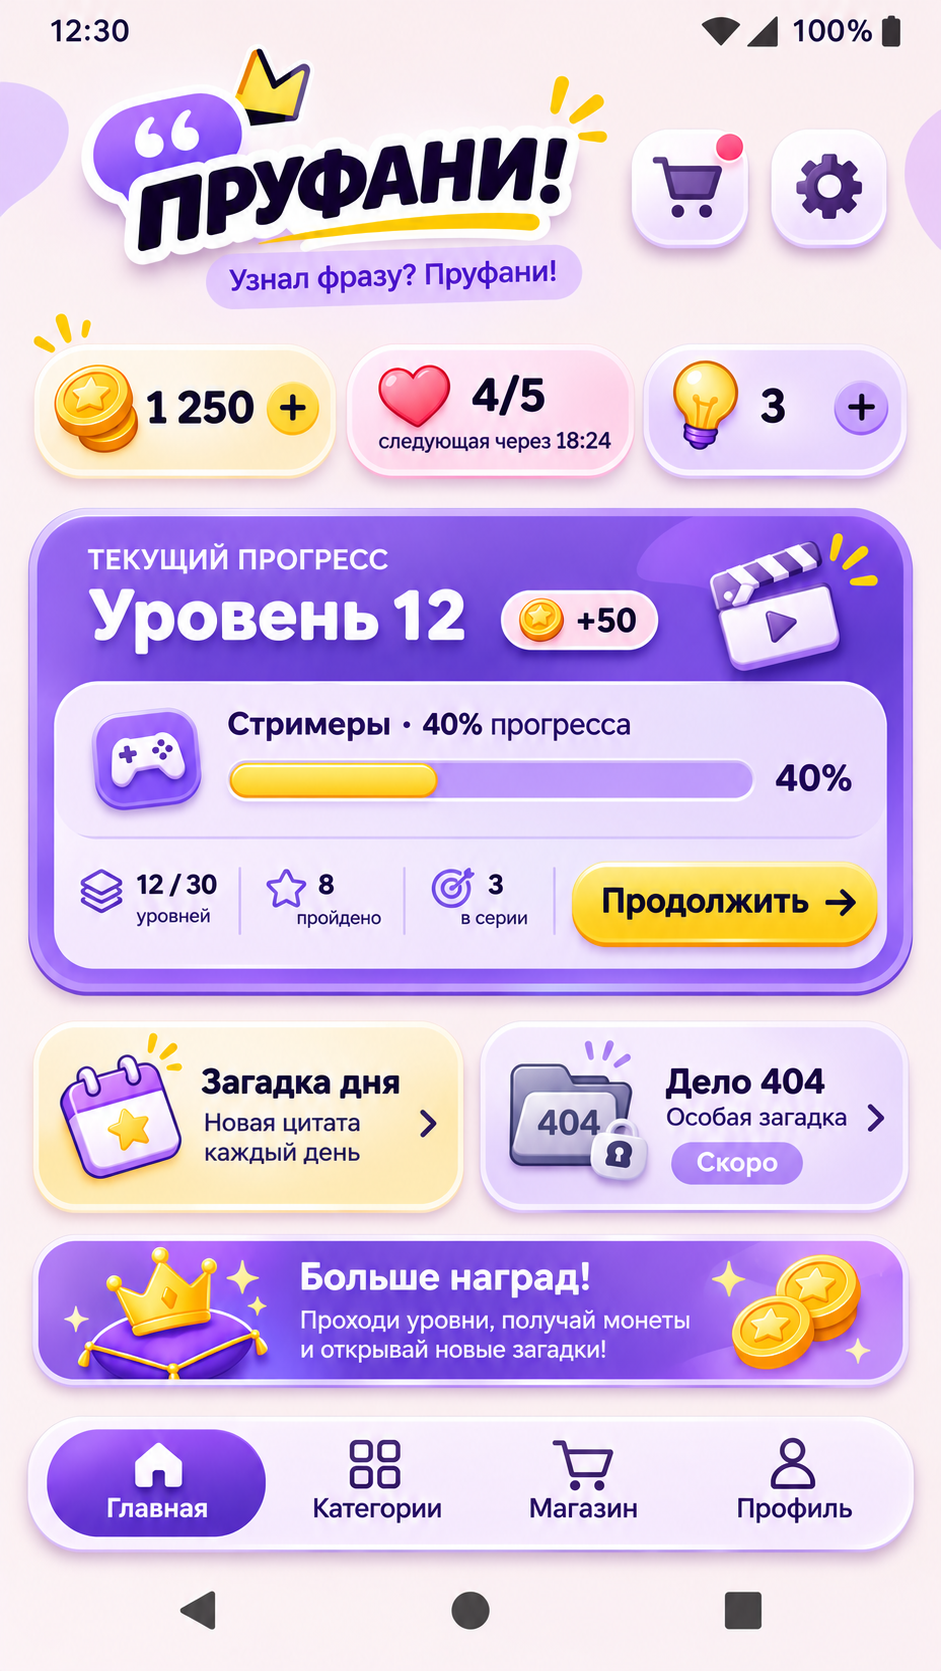 12:30
100%
ПРУФАНИ!
Узнал фразу? Пруфани!
1 250 +
4/5
следующая через 18:24
3 +
ТЕКУЩИЙ ПРОГРЕСС
Уровень 12
+50
Стримеры • 40% прогресса
40%
12 / 30
уровней
8
пройдено
3
в серии
Продолжить →
Загадка дня
Новая цитата
каждый день
404
Дело 404
Особая загадка
Скоро
Больше наград!
Проходи уровни, получай монеты
и открывай новые загадки!
Главная
Категории
Магазин
Профиль